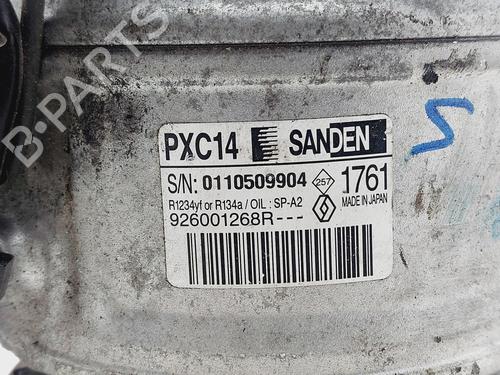 B-PARTS
PXC14 SANDEN
S/N: 0110509904 257 1761
R1234yf or R134a / OIL : SP-A2 MADE IN JAPAN
926001268R---
S